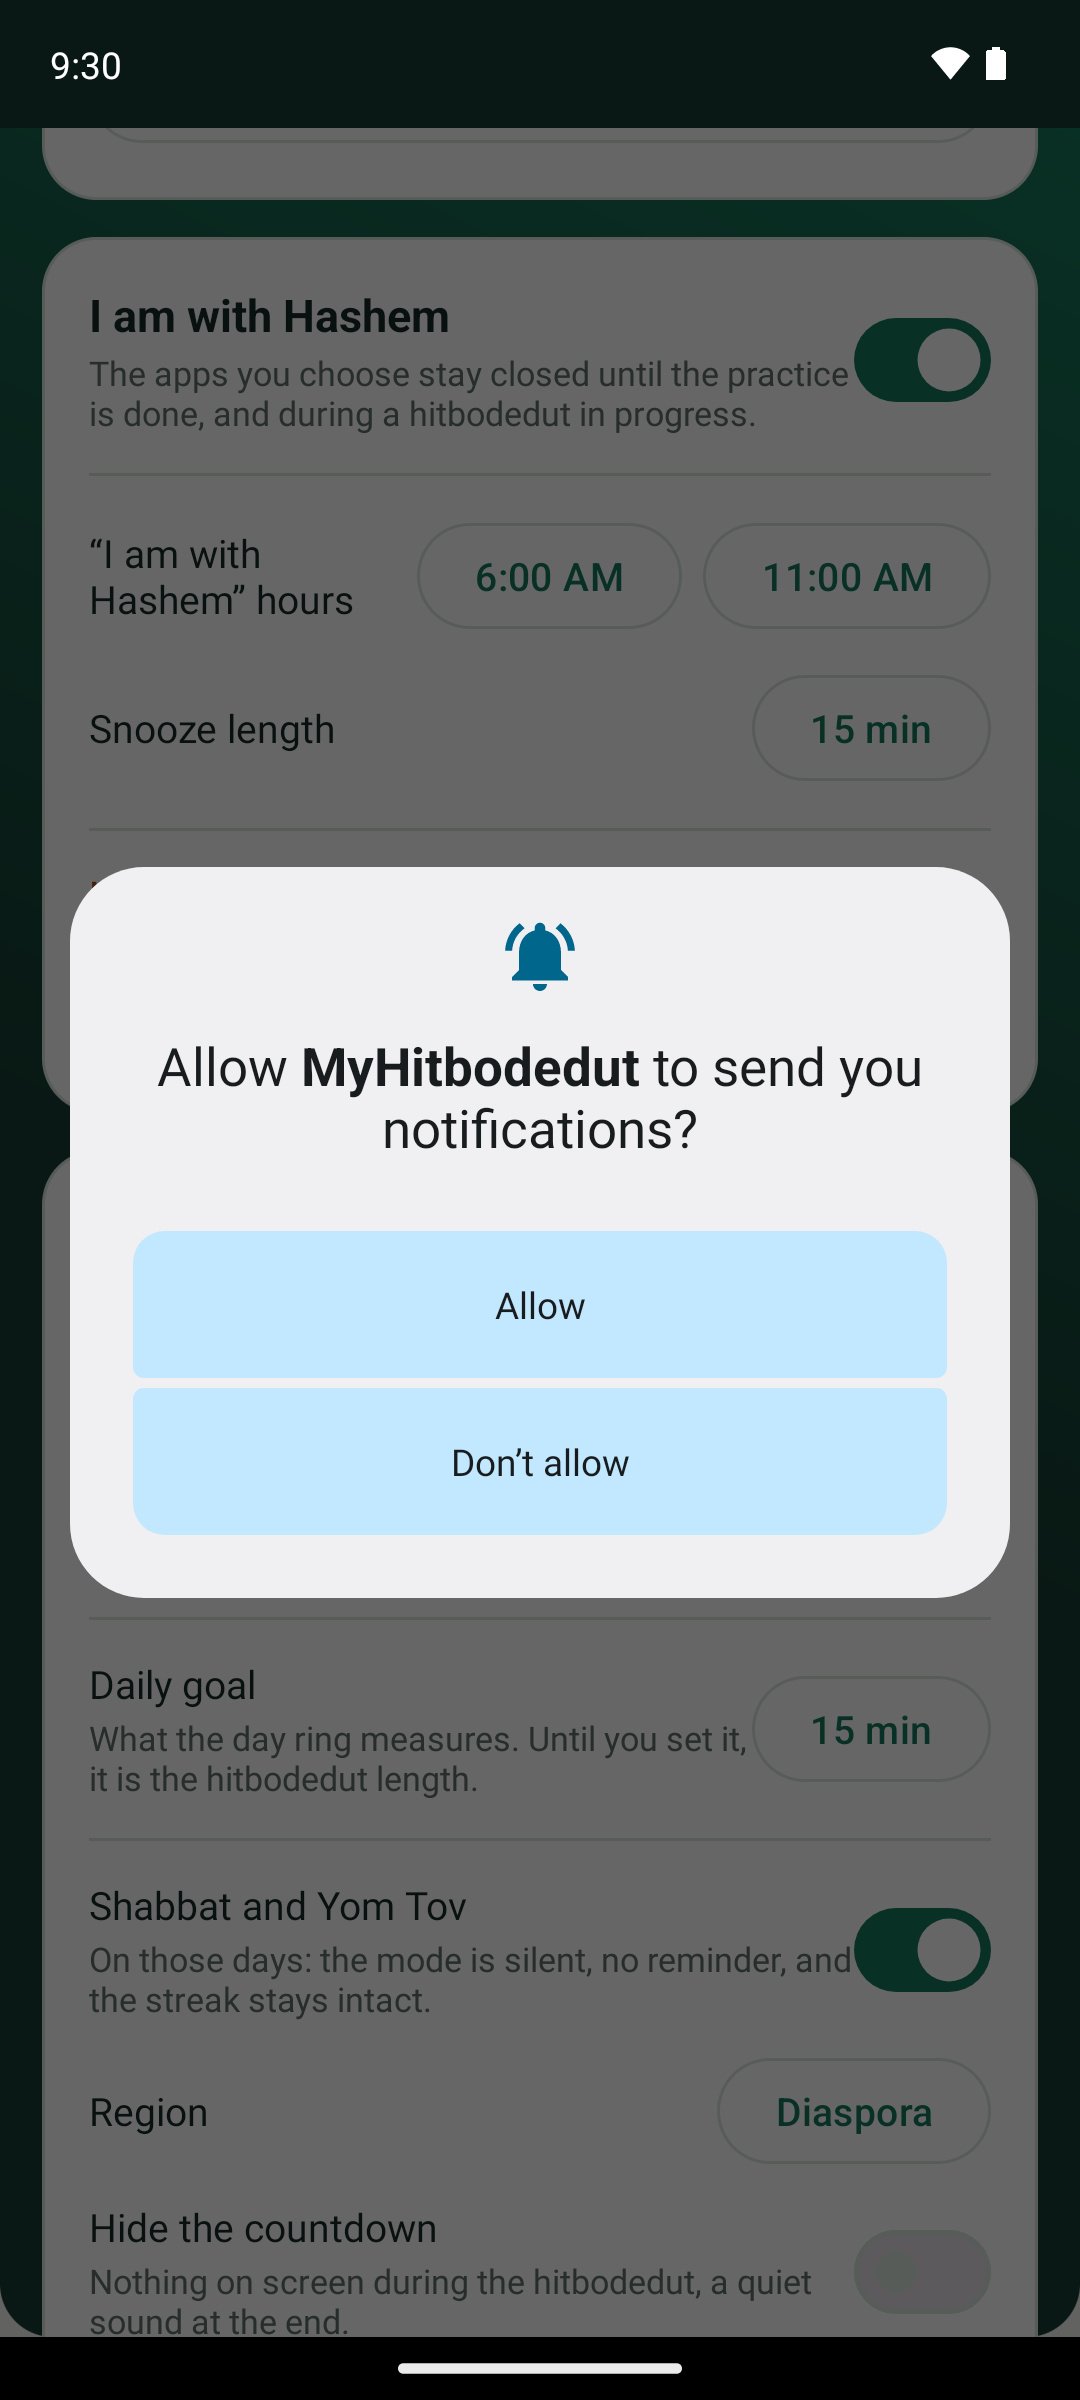 9:30
I am with Hashem
The apps you choose stay closed until the practice
is done, and during a hitbodedut in progress.
“I am with
Hashem” hours
6:00 AM
11:00 AM
Snooze length
15 min
Allow MyHitbodedut to send you
notifications?
Allow
Don’t allow
Daily goal
What the day ring measures. Until you set it,
it is the hitbodedut length.
15 min
Shabbat and Yom Tov
On those days: the mode is silent, no reminder, and
the streak stays intact.
Region
Diaspora
Hide the countdown
Nothing on screen during the hitbodedut, a quiet
sound at the end.